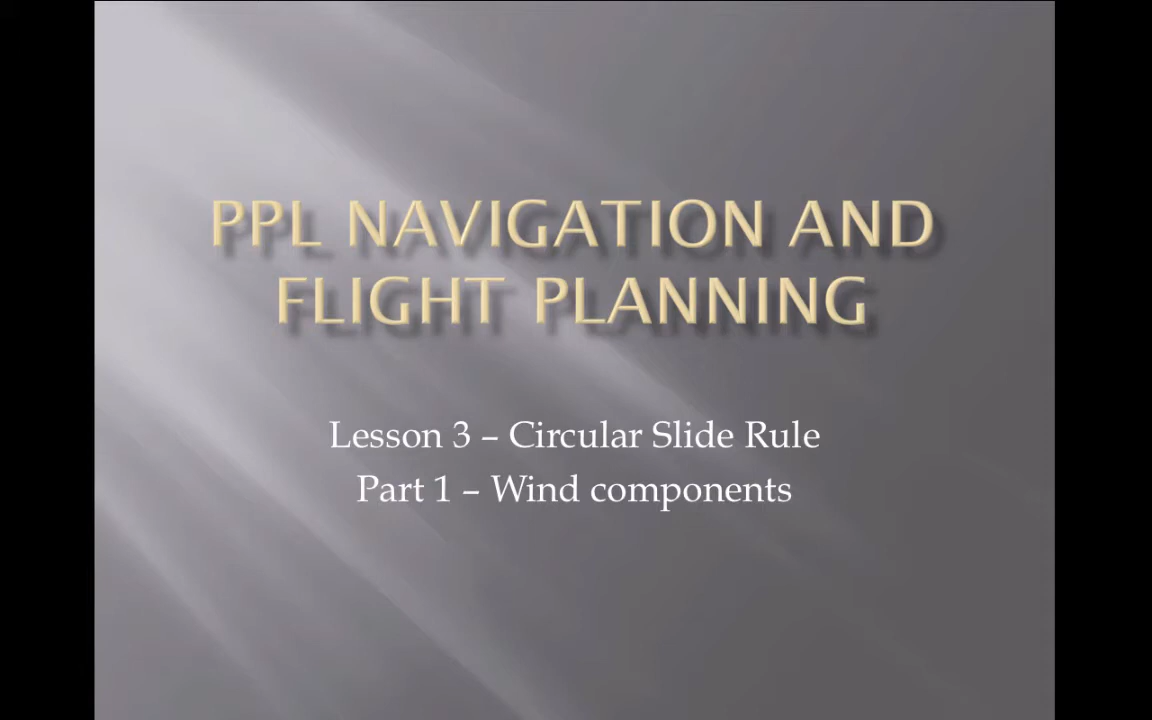 PPL NAVIGATION AND
FLIGHT PLANNING
Lesson 3 – Circular Slide Rule
Part 1 – Wind components